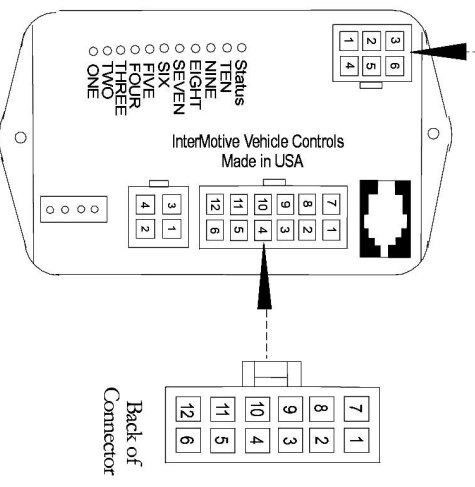 1 2 3
4 5 6
Status
TEN
NINE
EIGHT
SEVEN
SIX
FIVE
FOUR
THREE
TWO
ONE
InterMotive Vehicle Controls
Made in USA
4 3
2 1
12 11 10 9 8 7
6 5 4 3 2 1
12 11 10 9 8 7
6 5 4 3 2 1
Back of
Connector